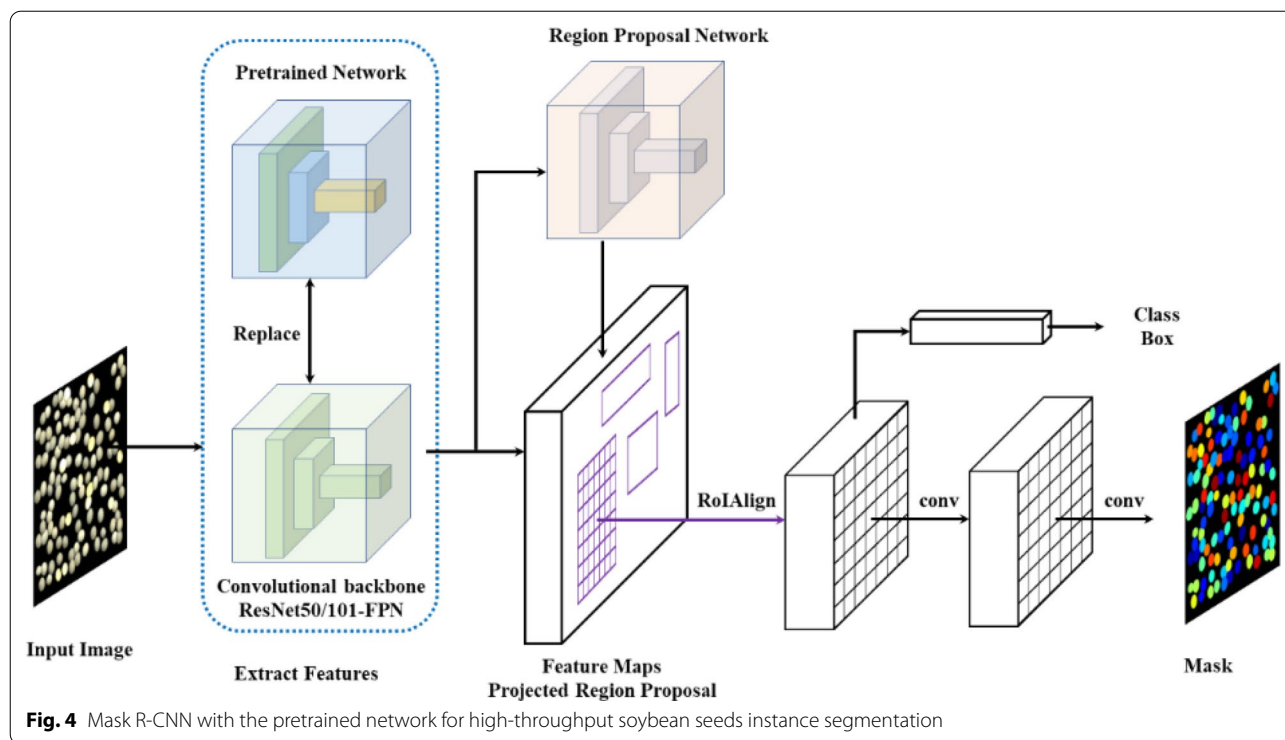 Region Proposal Network
Pretrained Network
Replace
Class
Box
RoIAlign
conv
conv
Convolutional backbone
ResNet50/101-FPN
Input Image
Extract Features
Feature Maps
Projected Region Proposal
Mask
Fig. 4 Mask R-CNN with the pretrained network for high-throughput soybean seeds instance segmentation